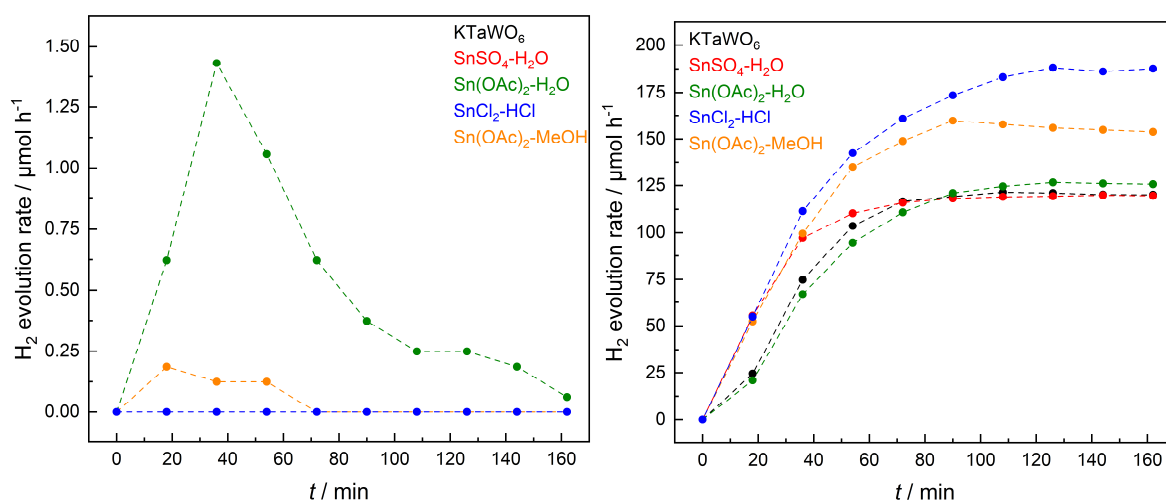 KTaWO₆
SnSO₄-H₂O
Sn(OAc)₂-H₂O
SnCl₂-HCl
Sn(OAc)₂-MeOH
H₂ evolution rate / µmol h⁻¹
1.50
1.25
1.00
0.75
0.50
0.25
0.00
0 20 40 60 80 100 120 140 160
t / min
KTaWO₆
SnSO₄-H₂O
Sn(OAc)₂-H₂O
SnCl₂-HCl
Sn(OAc)₂-MeOH
H₂ evolution rate / µmol h⁻¹
200
175
150
125
100
75
50
25
0
0 20 40 60 80 100 120 140 160
t / min